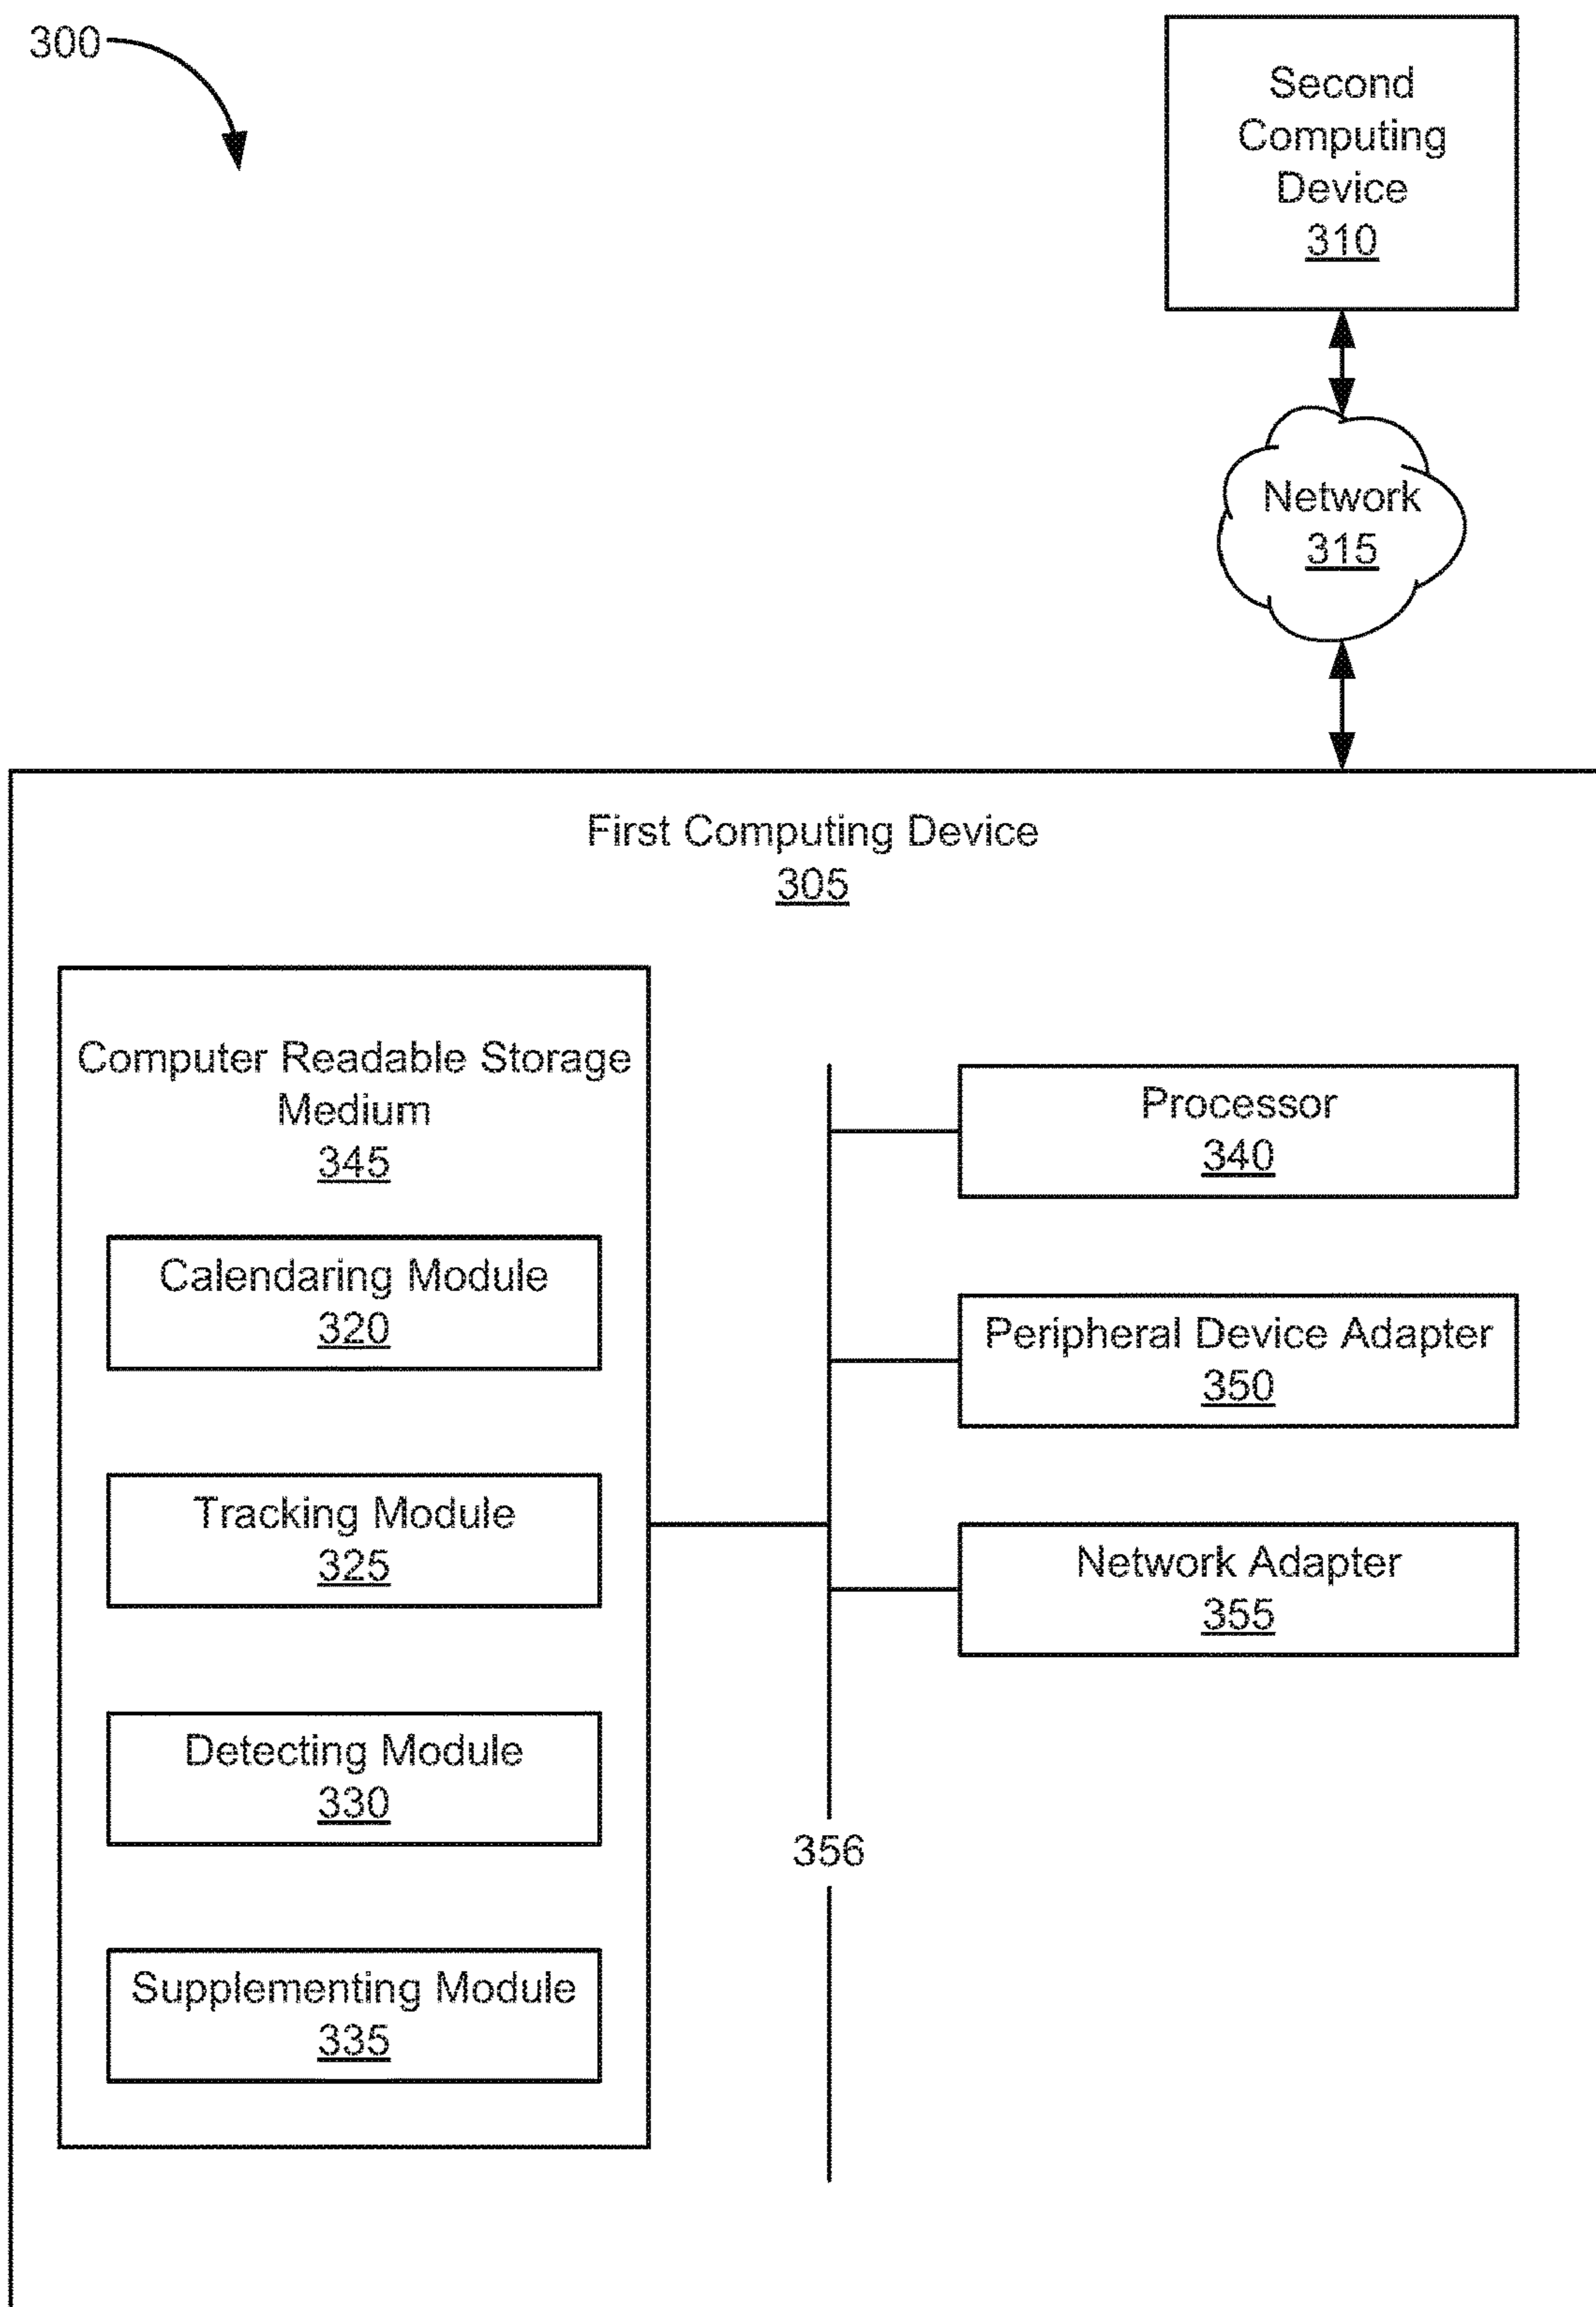 300
Second
Computing
Device
310
Network
315
First Computing Device
305
Computer Readable Storage
Medium
345
Calendaring Module
320
Tracking Module
325
Detecting Module
330
Supplementing Module
335
Processor
340
Peripheral Device Adapter
350
Network Adapter
355
356